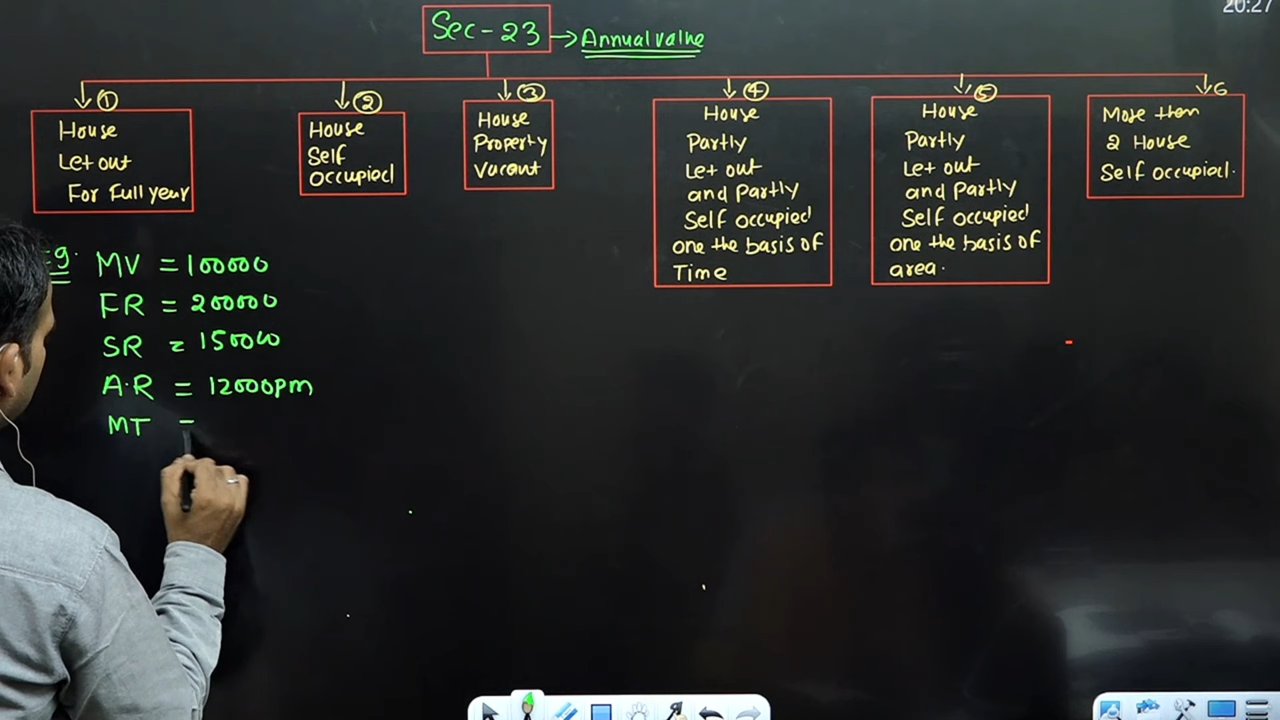 20:27
Sec-23 → Annual value
①
House
Let out
For Full year
②
House
Self
occupied
③
House
Property
Vacant
④
House
Partly
Let out
and Partly
Self occupied
one the basis of
Time
⑤
House
Partly
Let out
and Partly
Self occupied
one the basis of
area.
6
More then
2 House
Self occupied.
Eg.
MV = 100000
FR = 200000
SR = 150000
A.R = 12000pm
MT =